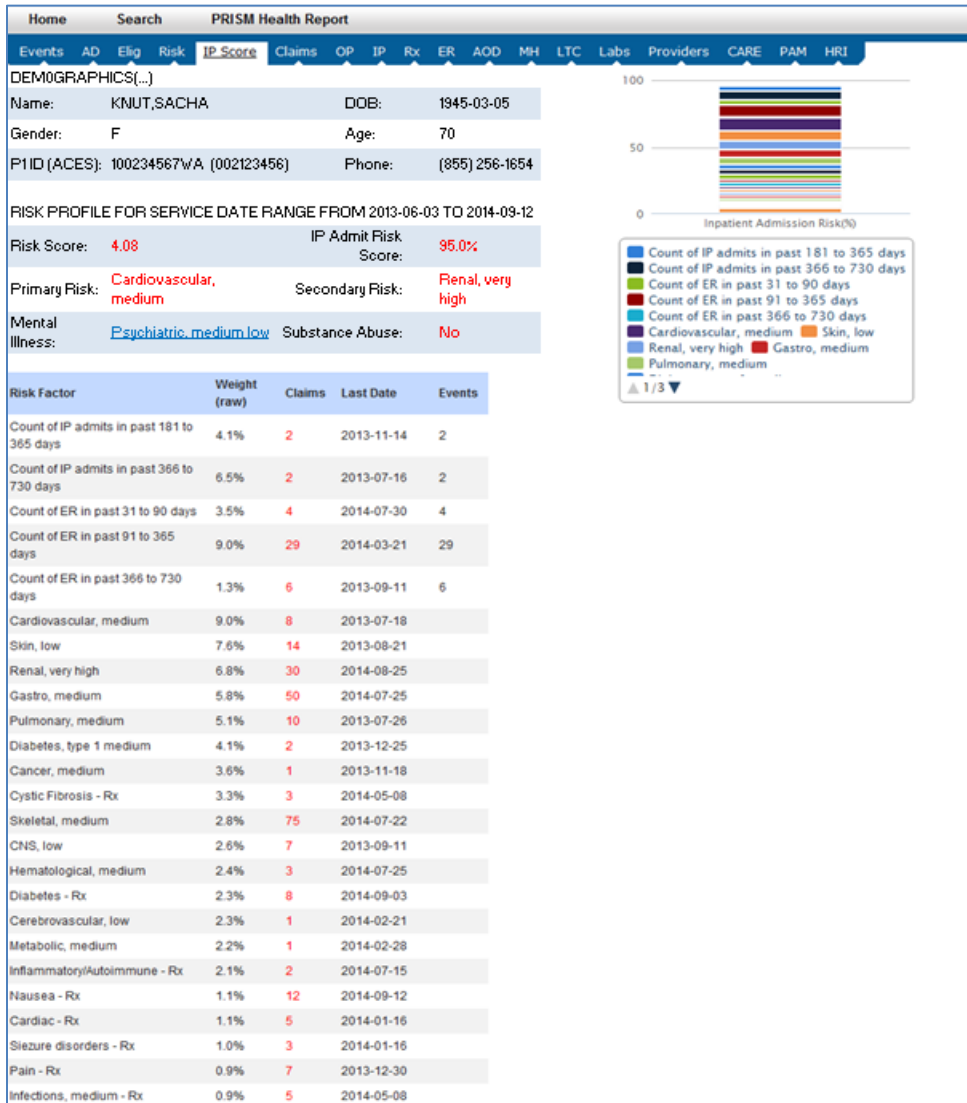 Home Search PRISM Health Report
Events AD Elig Risk IP Score Claims OP IP Rx ER AOD MH LTC Labs Providers CARE PAM HRI
DEM0GRAPHICS(...)
Name: KNUT,SACHA DOB: 1945-03-05
Gender: F Age: 70
P1 ID (ACES): 100234567WA (002123456) Phone: (855) 256-1654
RISK PROFILE FOR SERVICE DATE RANGE FROM 2013-06-03 TO 2014-09-12
Risk Score: 4.08 IP Admit Risk
Score: 95.0%
Primary Risk: Cardiovascular,
medium Secondary Risk: Renal, very
high
Mental
Illness: Psychiatric, medium low Substance Abuse: No
Risk Factor Weight
(raw) Claims Last Date Events
Count of IP admits in past 181 to
365 days 4.1% 2 2013-11-14 2
Count of IP admits in past 366 to
730 days 6.5% 2 2013-07-16 2
Count of ER in past 31 to 90 days 3.5% 4 2014-07-30 4
Count of ER in past 91 to 365
days 9.0% 29 2014-03-21 29
Count of ER in past 366 to 730
days 1.3% 6 2013-09-11 6
Cardiovascular, medium 9.0% 8 2013-07-18
Skin, low 7.6% 14 2013-08-21
Renal, very high 6.8% 30 2014-08-25
Gastro, medium 5.8% 50 2014-07-25
Pulmonary, medium 5.1% 10 2013-07-26
Diabetes, type 1 medium 4.1% 2 2013-12-25
Cancer, medium 3.6% 1 2013-11-18
Cystic Fibrosis - Rx 3.3% 3 2014-05-08
Skeletal, medium 2.8% 75 2014-07-22
CNS, low 2.6% 7 2013-09-11
Hematological, medium 2.4% 3 2014-07-25
Diabetes - Rx 2.3% 8 2014-09-03
Cerebrovascular, low 2.3% 1 2014-02-21
Metabolic, medium 2.2% 1 2014-02-28
Inflammatory/Autoimmune - Rx 2.1% 2 2014-07-15
Nausea - Rx 1.1% 12 2014-09-12
Cardiac - Rx 1.1% 5 2014-01-16
Siezure disorders - Rx 1.0% 3 2014-01-16
Pain - Rx 0.9% 7 2013-12-30
Infections, medium - Rx 0.9% 5 2014-05-08
100
50
0
Inpatient Admission Risk(%)
Count of IP admits in past 181 to 365 days
Count of IP admits in past 366 to 730 days
Count of ER in past 31 to 90 days
Count of ER in past 91 to 365 days
Count of ER in past 366 to 730 days
Cardiovascular, medium Skin, low
Renal, very high Gastro, medium
Pulmonary, medium
1/3